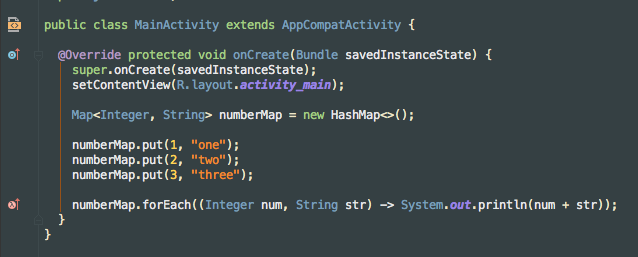 public class MainActivity extends AppCompatActivity {
@Override protected void onCreate(Bundle savedInstanceState) {
super.onCreate(savedInstanceState);
setContentView(R.layout.activity_main);
Map<Integer, String> numberMap = new HashMap<>();
numberMap.put(1, "one");
numberMap.put(2, "two");
numberMap.put(3, "three");
numberMap.forEach((Integer num, String str) -> System.out.println(num + str));
}
}